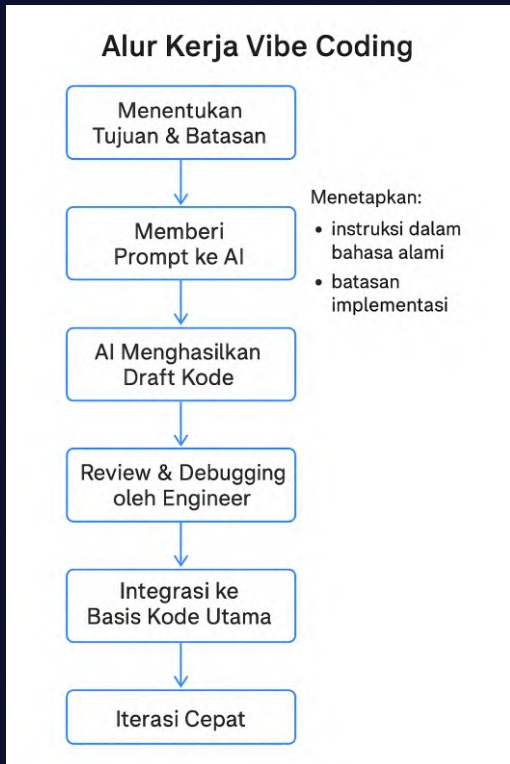 Alur Kerja Vibe Coding
Menentukan
Tujuan & Batasan
Memberi
Prompt ke AI
Menetapkan:
• instruksi dalam
bahasa alami
• batasan
implementasi
AI Menghasilkan
Draft Kode
Review & Debugging
oleh Engineer
Integrasi ke
Basis Kode Utama
Iterasi Cepat